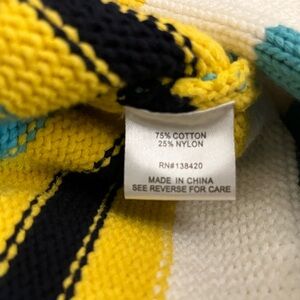 75% COTTON
25% NYLON
RN#138420
MADE IN CHINA
SEE REVERSE FOR CARE